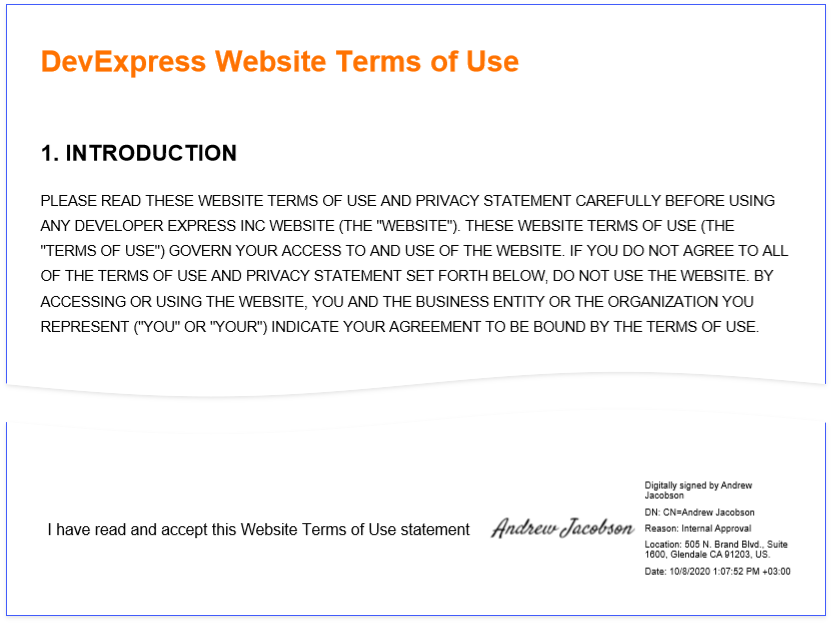 DevExpress Website Terms of Use
1. INTRODUCTION
PLEASE READ THESE WEBSITE TERMS OF USE AND PRIVACY STATEMENT CAREFULLY BEFORE USING
ANY DEVELOPER EXPRESS INC WEBSITE (THE "WEBSITE"). THESE WEBSITE TERMS OF USE (THE
"TERMS OF USE") GOVERN YOUR ACCESS TO AND USE OF THE WEBSITE. IF YOU DO NOT AGREE TO ALL
OF THE TERMS OF USE AND PRIVACY STATEMENT SET FORTH BELOW, DO NOT USE THE WEBSITE. BY
ACCESSING OR USING THE WEBSITE, YOU AND THE BUSINESS ENTITY OR THE ORGANIZATION YOU
REPRESENT ("YOU" OR "YOUR") INDICATE YOUR AGREEMENT TO BE BOUND BY THE TERMS OF USE.
I have read and accept this Website Terms of Use statement
Andrew Jacobson
Digitally signed by Andrew
Jacobson
DN: CN=Andrew Jacobson
Reason: Internal Approval
Location: 505 N. Brand Blvd., Suite
1600, Glendale CA 91203, US.
Date: 10/8/2020 1:07:52 PM +03:00